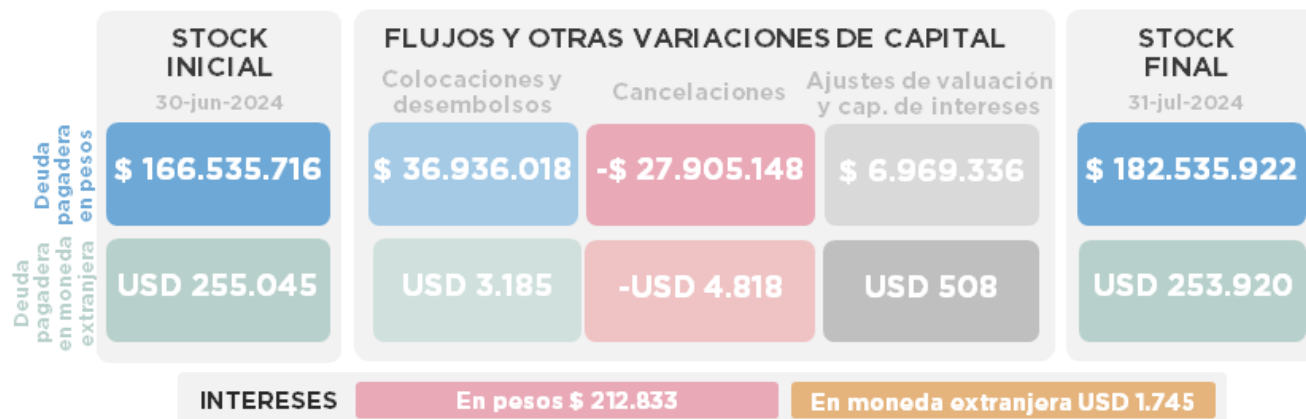 STOCK
INICIAL
30-jun-2024
FLUJOS Y OTRAS VARIACIONES DE CAPITAL
Colocaciones y
desembolsos
Cancelaciones
Ajustes de valuación
y cap. de intereses
STOCK
FINAL
31-jul-2024
Deuda
pagadera
en pesos
$ 166.535.716
$ 36.936.018
-$ 27.905.148
$ 6.969.336
$ 182.535.922
Deuda
pagadera
en moneda
extranjera
USD 255.045
USD 3.185
-USD 4.818
USD 508
USD 253.920
INTERESES
En pesos $ 212.833
En moneda extranjera USD 1.745